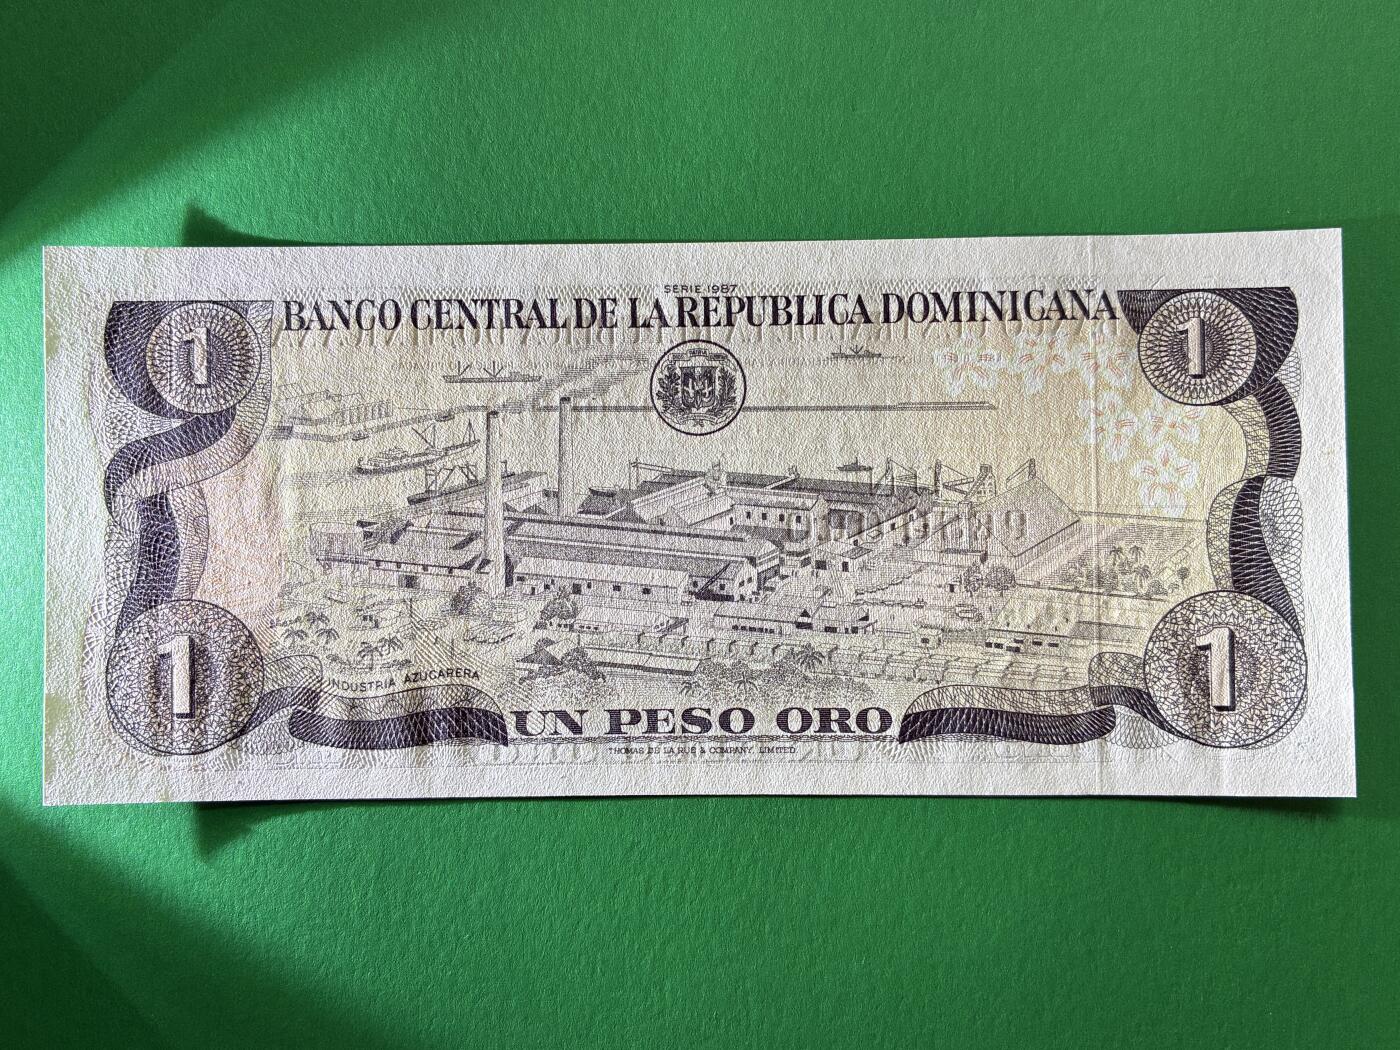 SERIE 1987
BANCO CENTRAL DE LA REPUBLICA DOMINICANA
1 1
1 1
INDUSTRIA AZUCARERA
UN PESO ORO
THOMAS DE LA RUE & COMPANY, LIMITED